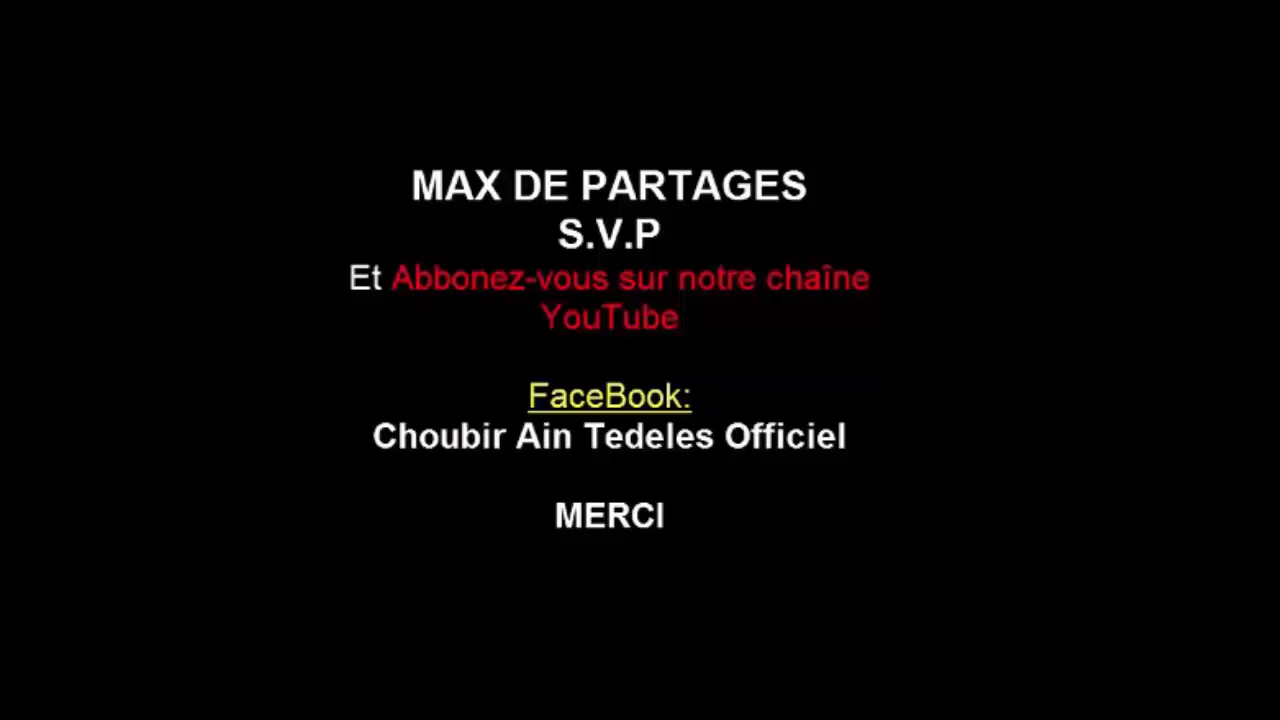 MAX DE PARTAGES
S.V.P
Et Abbonez-vous sur notre chaîne
YouTube
FaceBook:
Choubir Ain Tedeles Officiel
MERCI